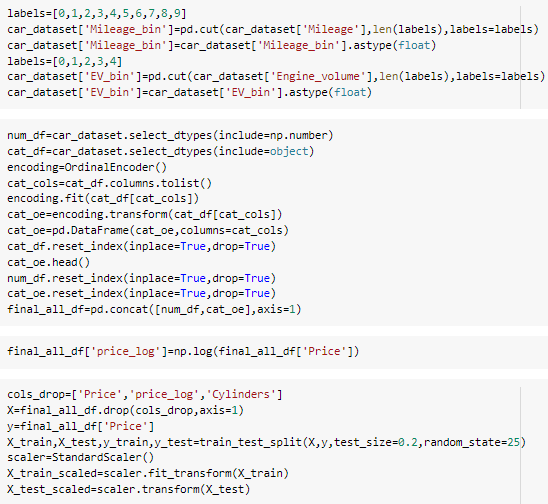 labels=[0,1,2,3,4,5,6,7,8,9]
car_dataset['Mileage_bin']=pd.cut(car_dataset['Mileage'],len(labels),labels=labels)
car_dataset['Mileage_bin']=car_dataset['Mileage_bin'].astype(float)
labels=[0,1,2,3,4]
car_dataset['EV_bin']=pd.cut(car_dataset['Engine_volume'],len(labels),labels=labels)
car_dataset['EV_bin']=car_dataset['EV_bin'].astype(float)
num_df=car_dataset.select_dtypes(include=np.number)
cat_df=car_dataset.select_dtypes(include=object)
encoding=OrdinalEncoder()
cat_cols=cat_df.columns.tolist()
encoding.fit(cat_df[cat_cols])
cat_oe=encoding.transform(cat_df[cat_cols])
cat_oe=pd.DataFrame(cat_oe,columns=cat_cols)
cat_df.reset_index(inplace=True,drop=True)
cat_oe.head()
num_df.reset_index(inplace=True,drop=True)
cat_oe.reset_index(inplace=True,drop=True)
final_all_df=pd.concat([num_df,cat_oe],axis=1)
final_all_df['price_log']=np.log(final_all_df['Price'])
cols_drop=['Price','price_log','Cylinders']
X=final_all_df.drop(cols_drop,axis=1)
y=final_all_df['Price']
X_train,X_test,y_train,y_test=train_test_split(X,y,test_size=0.2,random_state=25)
scaler=StandardScaler()
X_train_scaled=scaler.fit_transform(X_train)
X_test_scaled=scaler.transform(X_test)